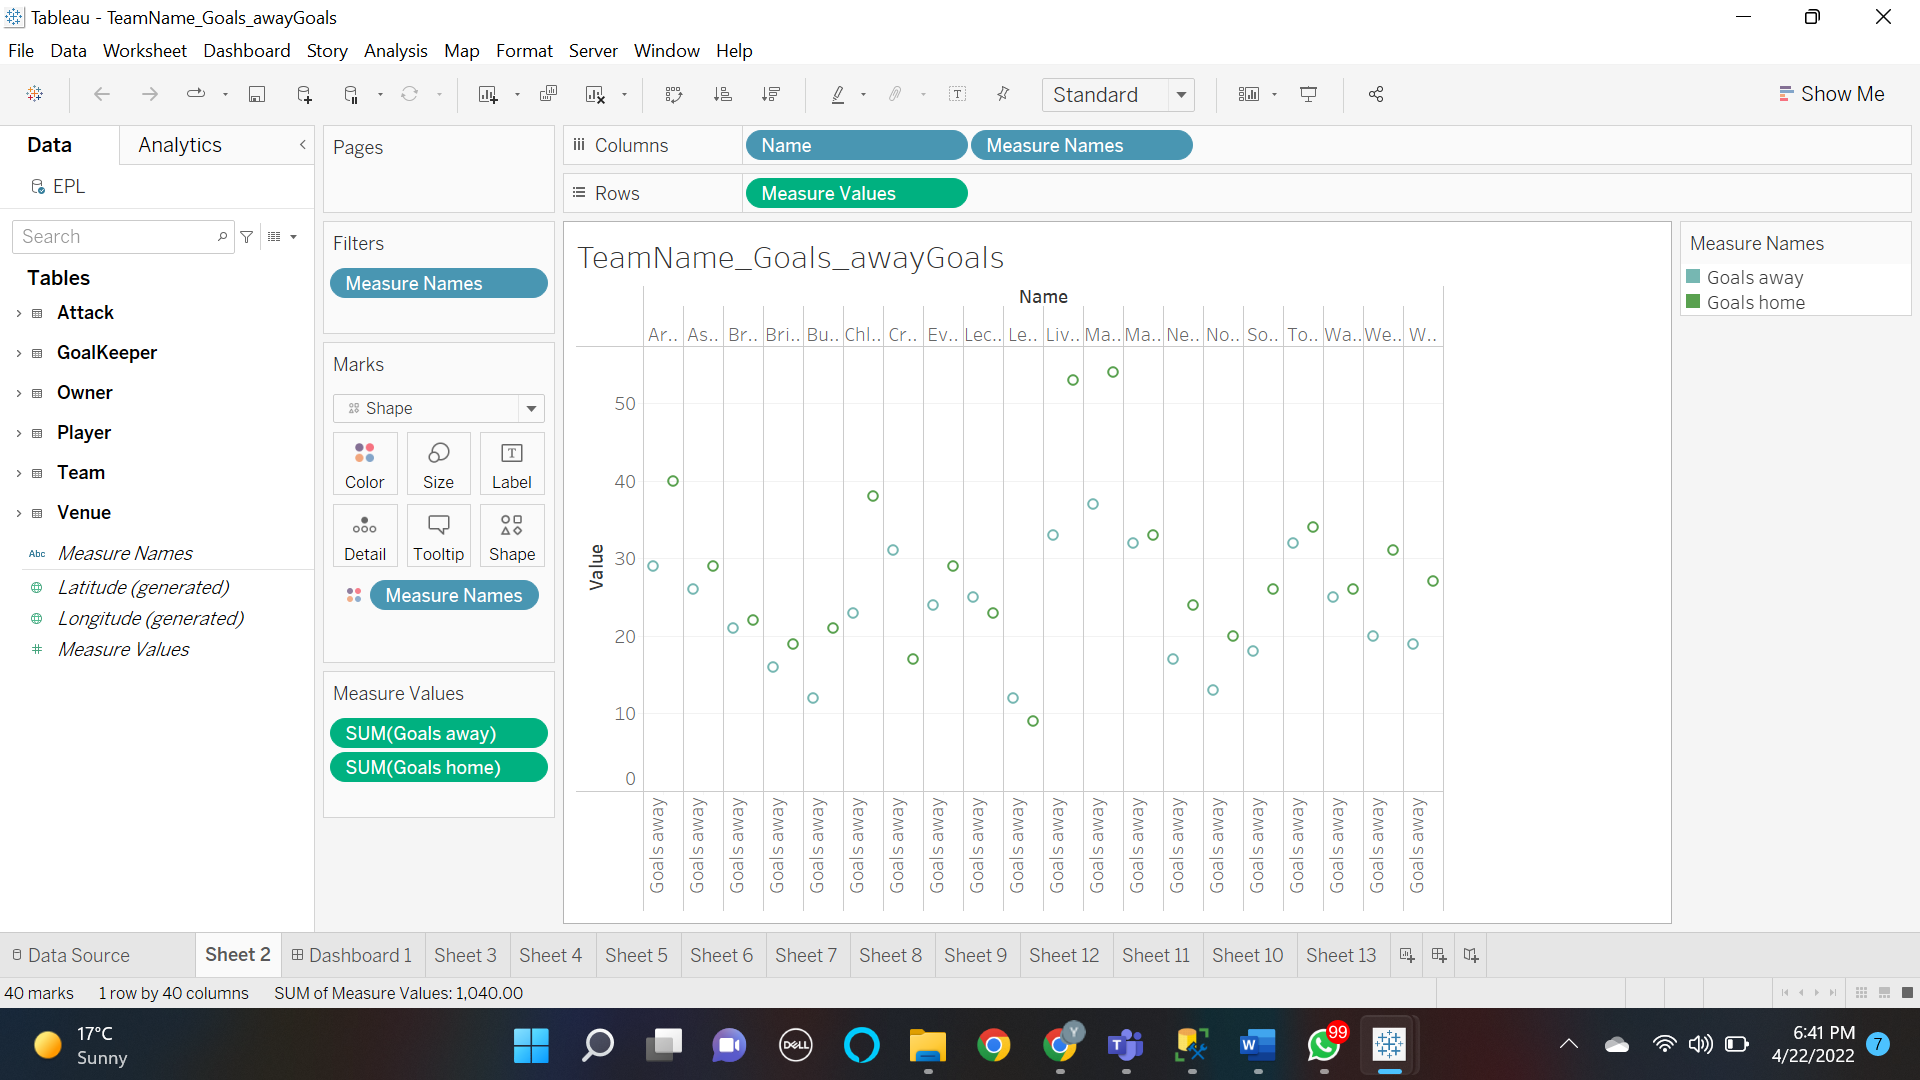 Tableau - TeamName_Goals_awayGoals
File Data Worksheet Dashboard Story Analysis Map Format Server Window Help
Standard
Show Me
Data
Analytics
EPL
Search
Tables
Attack
GoalKeeper
Owner
Player
Team
Venue
Abc Measure Names
Latitude (generated)
Longitude (generated)
# Measure Values
Pages
Filters
Measure Names
Marks
Shape
Color Size T Label
Detail Tooltip Shape
Measure Names
Measure Values
SUM(Goals away)
SUM(Goals home)
iii Columns Name Measure Names
Rows Measure Values
TeamName_Goals_awayGoals
Name
Ar.. As.. Br.. Bri.. Bu.. Chl.. Cr.. Ev.. Lec.. Le.. Liv.. Ma.. Ma.. Ne.. No.. So.. To.. Wa.. We.. W..
Value
50
40
30
20
10
0
Goals away Goals away Goals away Goals away Goals away Goals away Goals away Goals away Goals away Goals away Goals away Goals away Goals away Goals away Goals away Goals away Goals away Goals away Goals away Goals away
Measure Names
Goals away
Goals home
Data Source Sheet 2 Dashboard 1 Sheet 3 Sheet 4 Sheet 5 Sheet 6 Sheet 7 Sheet 8 Sheet 9 Sheet 12 Sheet 11 Sheet 10 Sheet 13
40 marks 1 row by 40 columns SUM of Measure Values: 1,040.00
17°C
Sunny
DELL
Y
T
W
99
6:41 PM
4/22/2022
7